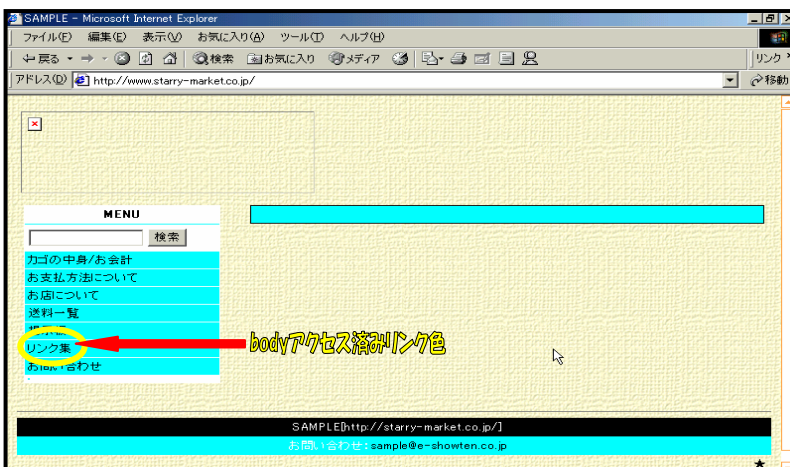 SAMPLE - Microsoft Internet Explorer
ファイル(F) 編集(E) 表示(V) お気に入り(A) ツール(T) ヘルプ(H)
戻る 検索 お気に入り メディア リンク
アドレス(D) http://www.starry-market.co.jp/ 移動
MENU
検索
カゴの中身/お会計
お支払方法について
お店について
送料一覧
リンク集
bodyアクセス済みリンク色
お問い合わせ
SAMPLE[http://starry-market.co.jp/]
お問い合わせ:sample@e-showten.co.jp